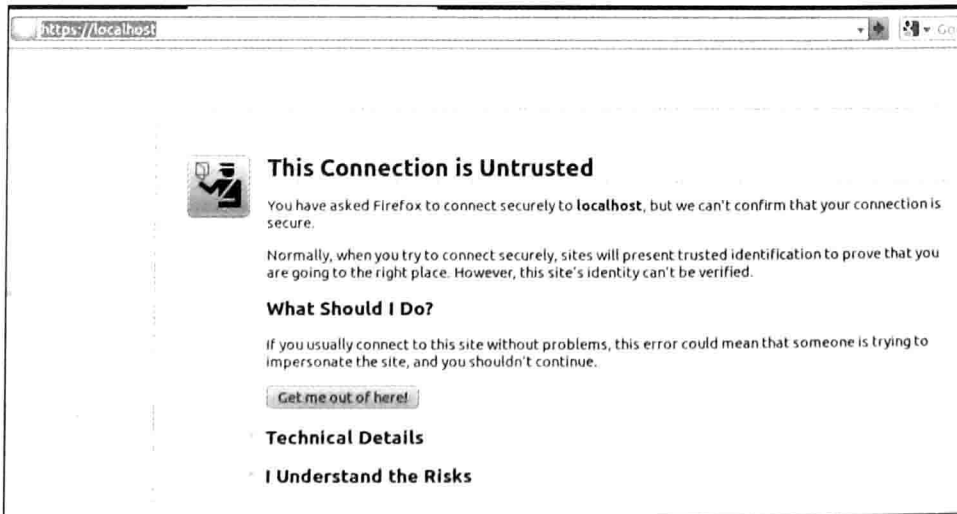 https://localhost
This Connection is Untrusted
You have asked Firefox to connect securely to localhost, but we can't confirm that your connection is
secure.
Normally, when you try to connect securely, sites will present trusted identification to prove that you
are going to the right place. However, this site's identity can't be verified.
What Should I Do?
If you usually connect to this site without problems, this error could mean that someone is trying to
impersonate the site, and you shouldn't continue.
Get me out of here!
Technical Details
I Understand the Risks